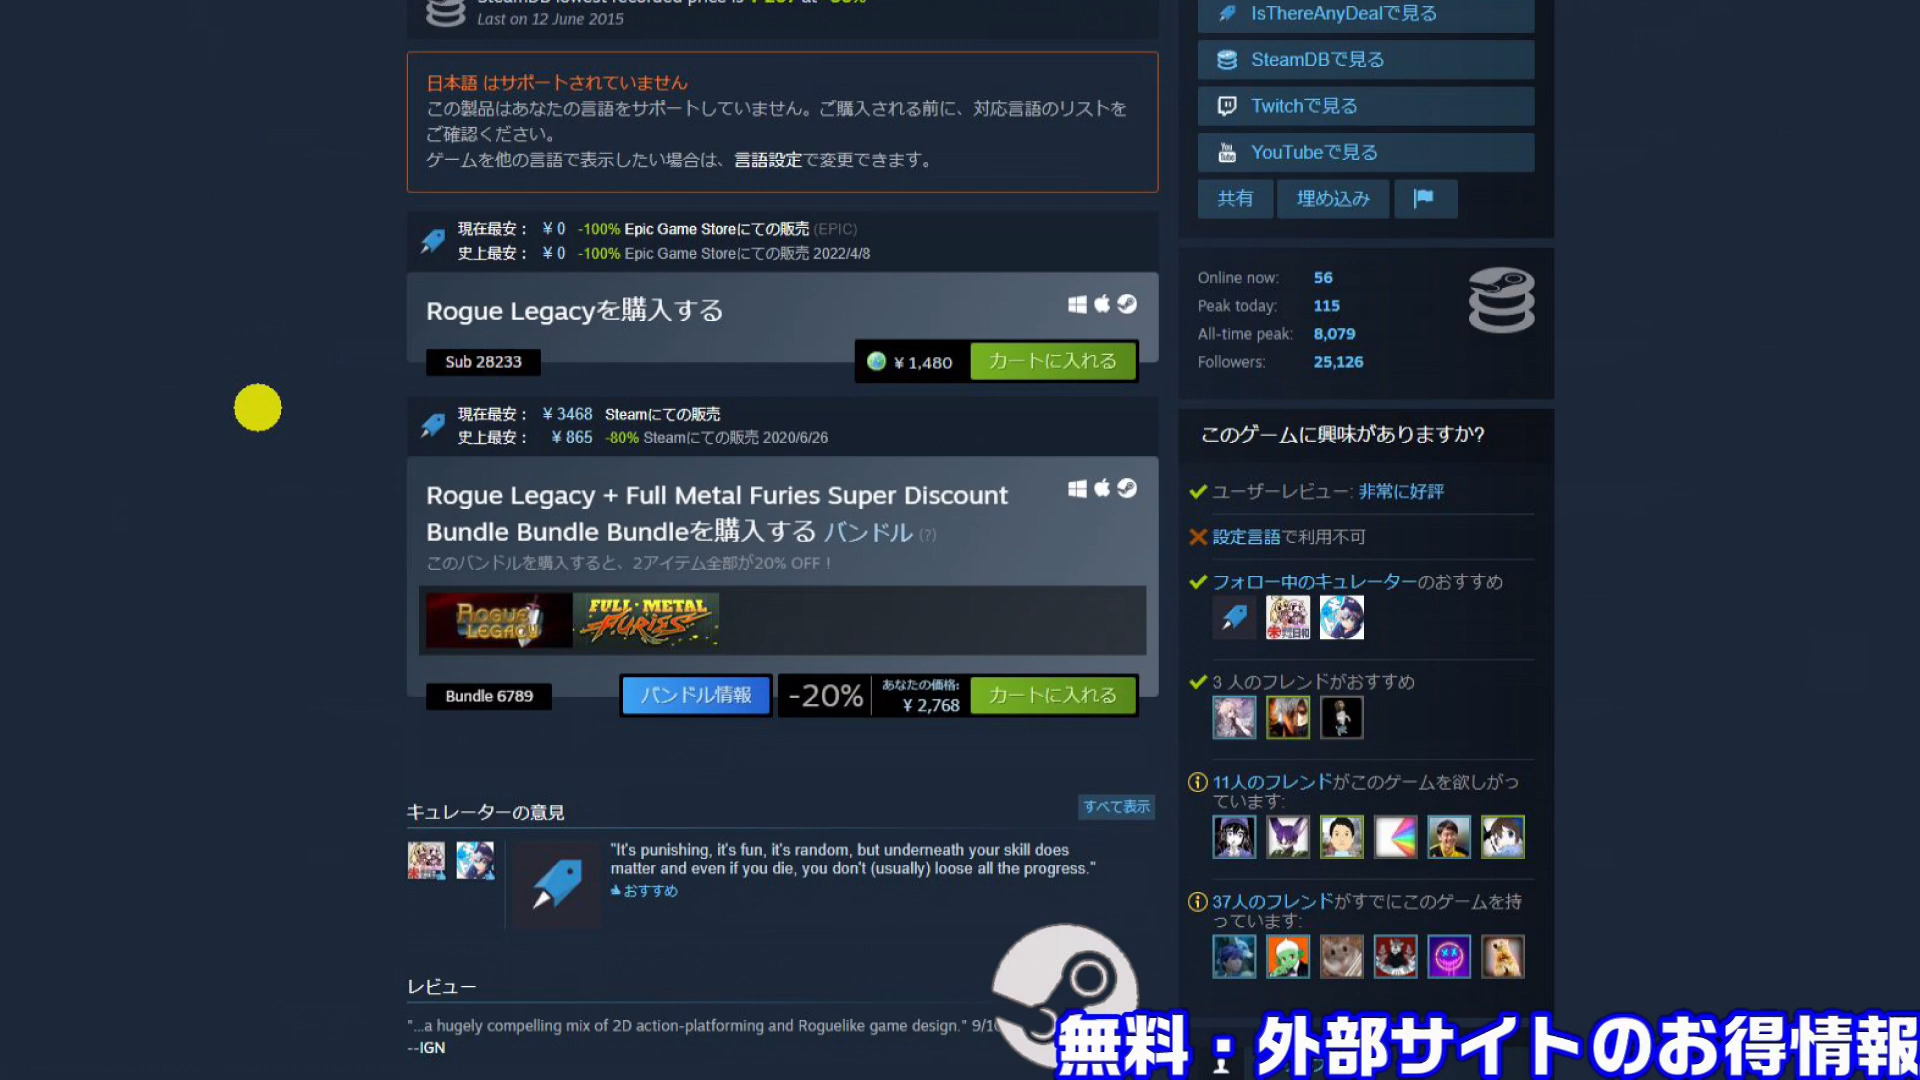 Last on 12 June 2015
日本語 はサポートされていません
この製品はあなたの言語をサポートしていません。ご購入される前に、対応言語のリストを
ご確認ください。
ゲームを他の言語で表示したい場合は、言語設定で変更できます。
現在最安： ¥ 0 -100% Epic Game Storeにての販売 (EPIC)
史上最安： ¥ 0 -100% Epic Game Storeにての販売 2022/4/8
Rogue Legacyを購入する
Sub 28233
¥ 1,480
カートに入れる
現在最安： ¥ 3468 Steamにての販売
史上最安： ¥ 865 -80% Steamにての販売 2020/6/26
Rogue Legacy + Full Metal Furies Super Discount
Bundle Bundle Bundleを購入する バンドル (?)
このバンドルを購入すると、2アイテム全部が20% OFF！
ROGUE LEGACY
FULL·METAL FURIES
Bundle 6789
バンドル情報
-20%
あなたの価格:
¥ 2,768
カートに入れる
キュレーターの意見
すべて表示
"It's punishing, it's fun, it's random, but underneath your skill does
matter and even if you die, you don't (usually) loose all the progress."
おすすめ
レビュー
"…a hugely compelling mix of 2D action-platforming and Roguelike game design."
--IGN
IsThereAnyDealで見る
SteamDBで見る
Twitchで見る
YouTubeで見る
共有
埋め込み
Online now: 56
Peak today: 115
All-time peak: 8,079
Followers: 25,126
このゲームに興味がありますか?
ユーザーレビュー: 非常に好評
設定言語で利用不可
フォロー中のキュレーターのおすすめ
3 人のフレンドがおすすめ
11人のフレンドがこのゲームを欲しがっ
ています:
37人のフレンドがすでにこのゲームを持
っています:
無料・外部サイトのお得情報